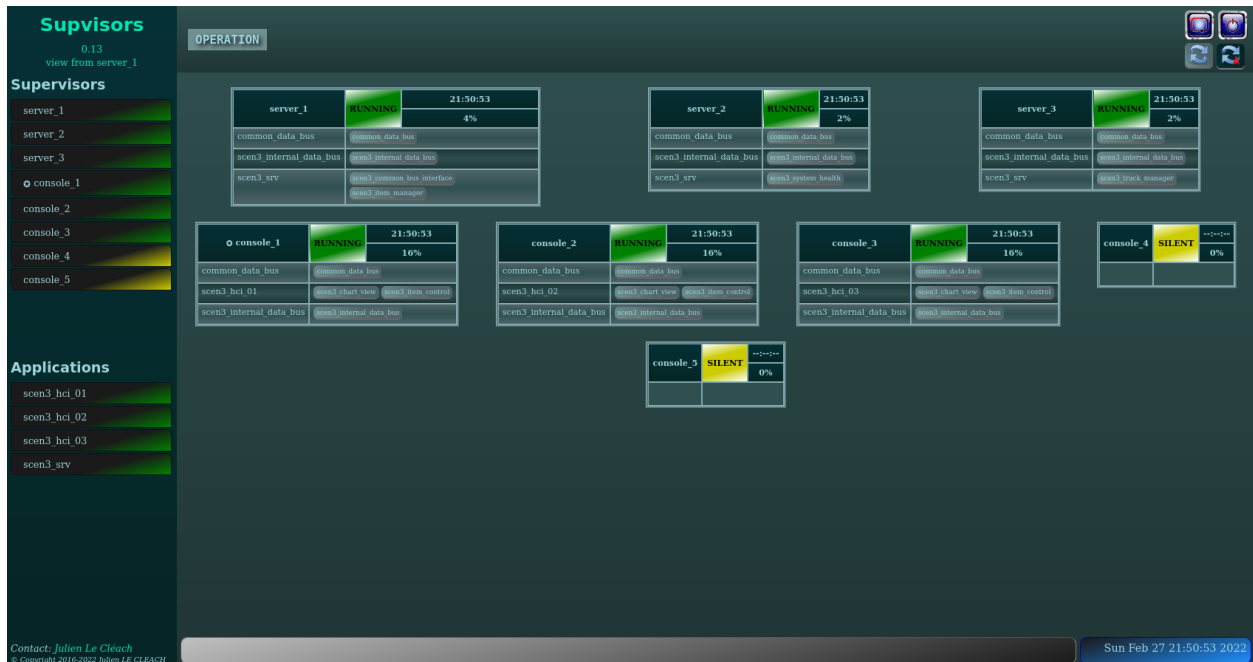 Supvisors
0.13
view from server_1
Supervisors
server_1
server_2
server_3
✪ console_1
console_2
console_3
console_4
console_5
Applications
scen3_hci_01
scen3_hci_02
scen3_hci_03
scen3_srv
Contact: Julien Le Cléach
© Copyright 2016-2022 Julien LE CLEACH
OPERATION
server_1 RUNNING 21:50:53
4%
common_data_bus common_data_bus
scen3_internal_data_bus scen3_internal_data_bus
scen3_srv scen3_common_bus_interface
scen3_item_manager
server_2 RUNNING 21:50:53
2%
common_data_bus common_data_bus
scen3_internal_data_bus scen3_internal_data_bus
scen3_srv scen3_system_health
server_3 RUNNING 21:50:53
2%
common_data_bus common_data_bus
scen3_internal_data_bus scen3_internal_data_bus
scen3_srv scen3_track_manager
✪ console_1 RUNNING 21:50:53
16%
common_data_bus common_data_bus
scen3_hci_01 scen3_chart_view scen3_item_control
scen3_internal_data_bus scen3_internal_data_bus
console_2 RUNNING 21:50:53
16%
common_data_bus common_data_bus
scen3_hci_02 scen3_chart_view scen3_item_control
scen3_internal_data_bus scen3_internal_data_bus
console_3 RUNNING 21:50:53
16%
common_data_bus common_data_bus
scen3_hci_03 scen3_chart_view scen3_item_control
scen3_internal_data_bus scen3_internal_data_bus
console_4 SILENT --:--:--
0%
console_5 SILENT --:--:--
0%
Sun Feb 27 21:50:53 2022